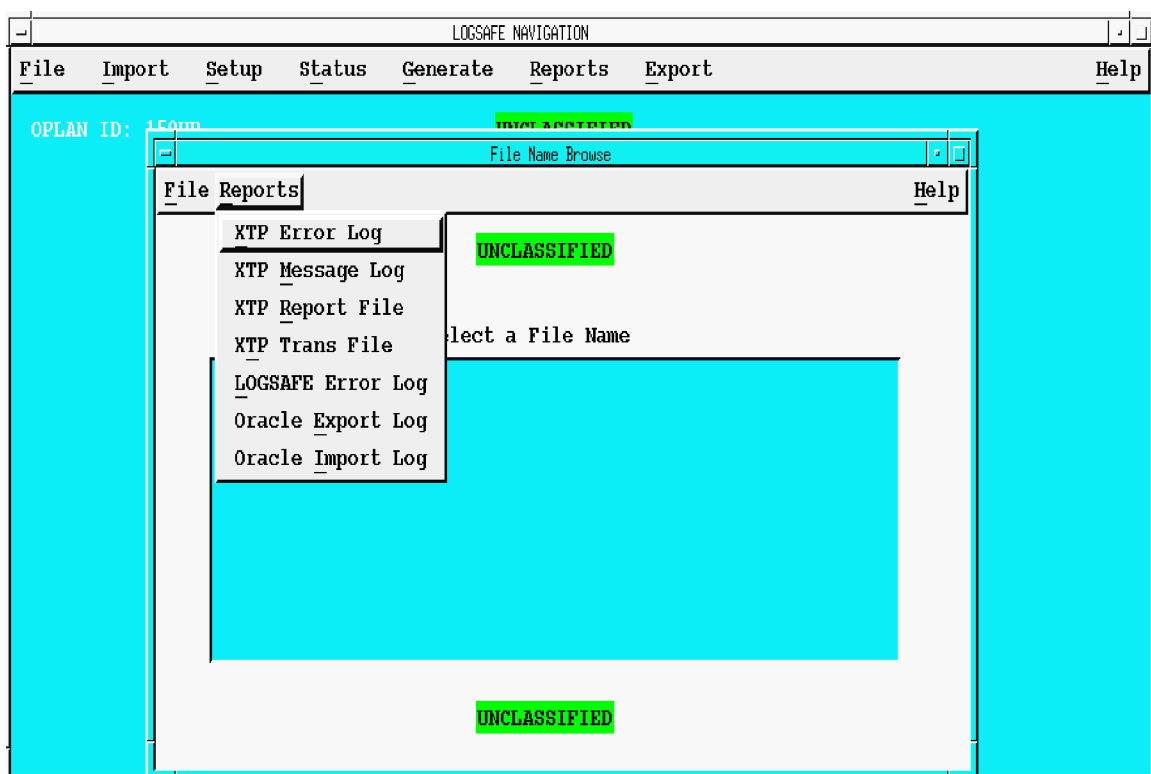 LOGSAFE NAVIGATION
File Import Setup Status Generate Reports Export Help
OPLAN ID: UNCLASSIFIED
File Name Browse
File Reports Help
XTP Error Log
UNCLASSIFIED
XTP Message Log
XTP Report File
elect a File Name
XTP Trans File
LOGSAFE Error Log
Oracle Export Log
Oracle Import Log
UNCLASSIFIED